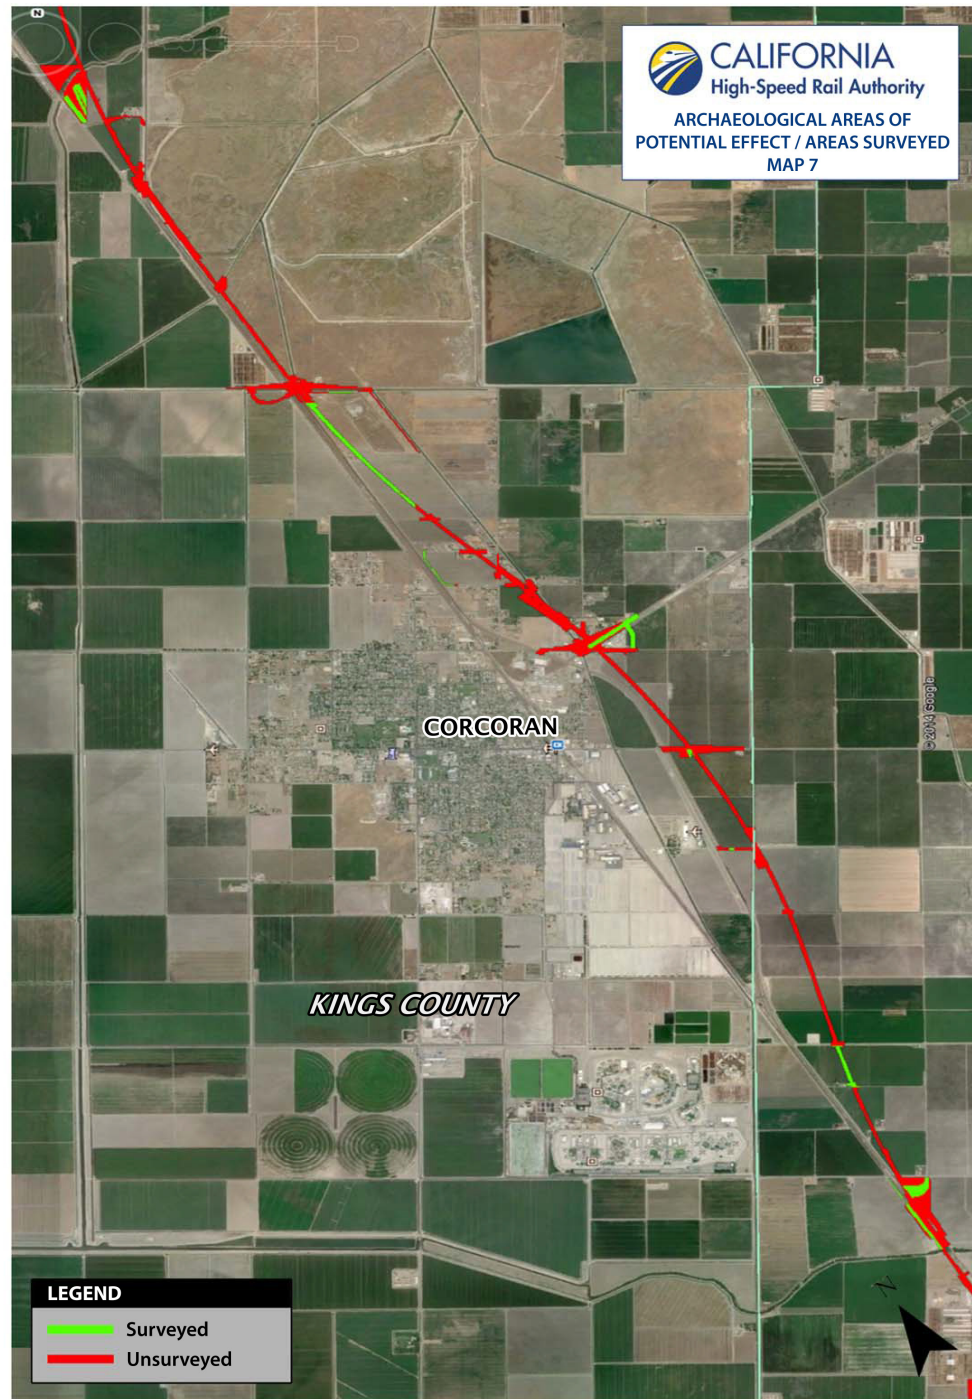 CALIFORNIA
High-Speed Rail Authority
ARCHAEOLOGICAL AREAS OF
POTENTIAL EFFECT / AREAS SURVEYED
MAP 7
CORCORAN
© 2014 Google
KINGS COUNTY
N
LEGEND
Surveyed
Unsurveyed